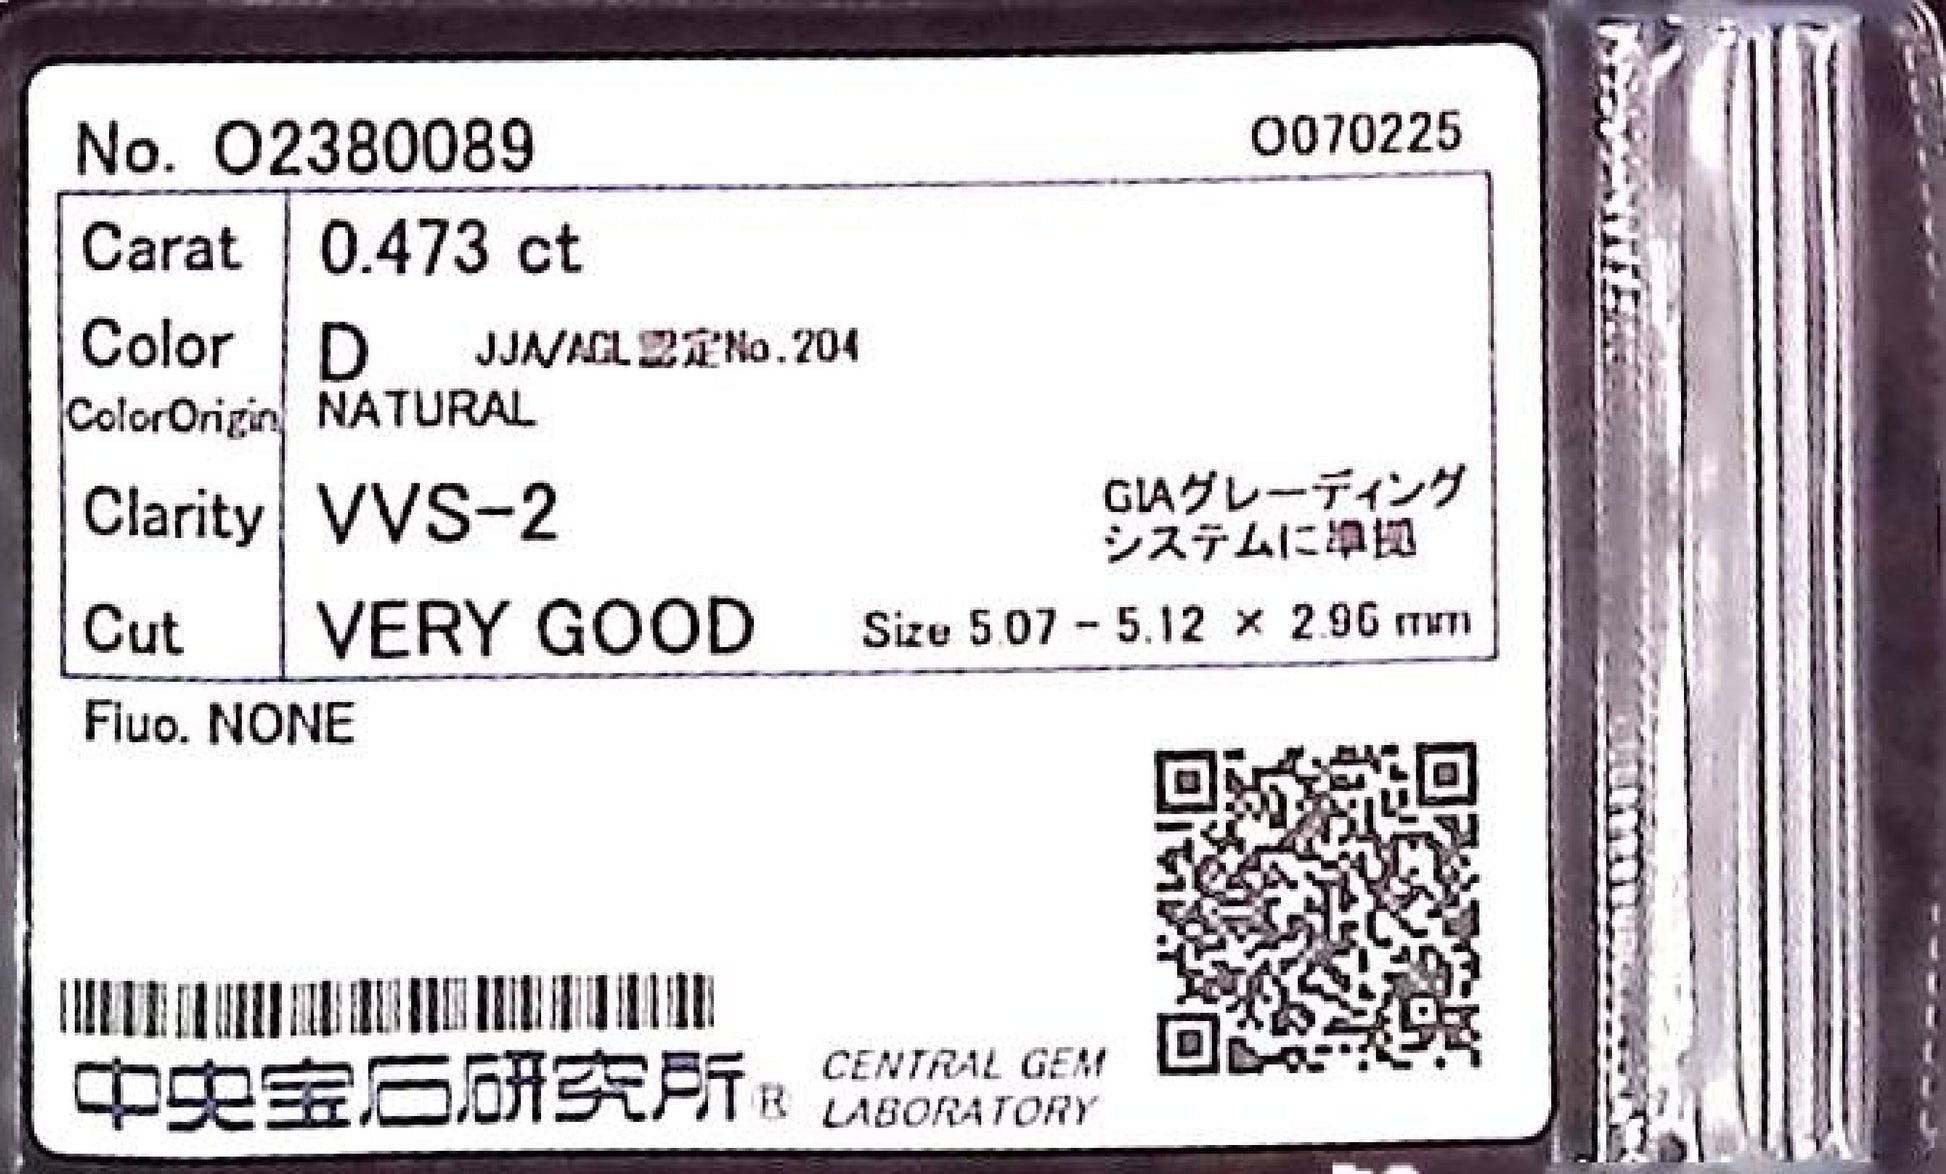 No. O2380089
O070225
Carat 0.473 ct
Color D JJA/AGL認定No.204
ColorOrigin NATURAL
Clarity VVS-2
GIAグレーディング
システムに準拠
Cut VERY GOOD Size 5.07 - 5.12 × 2.96 mm
Fluo. NONE
中央宝石研究所® CENTRAL GEM
LABORATORY